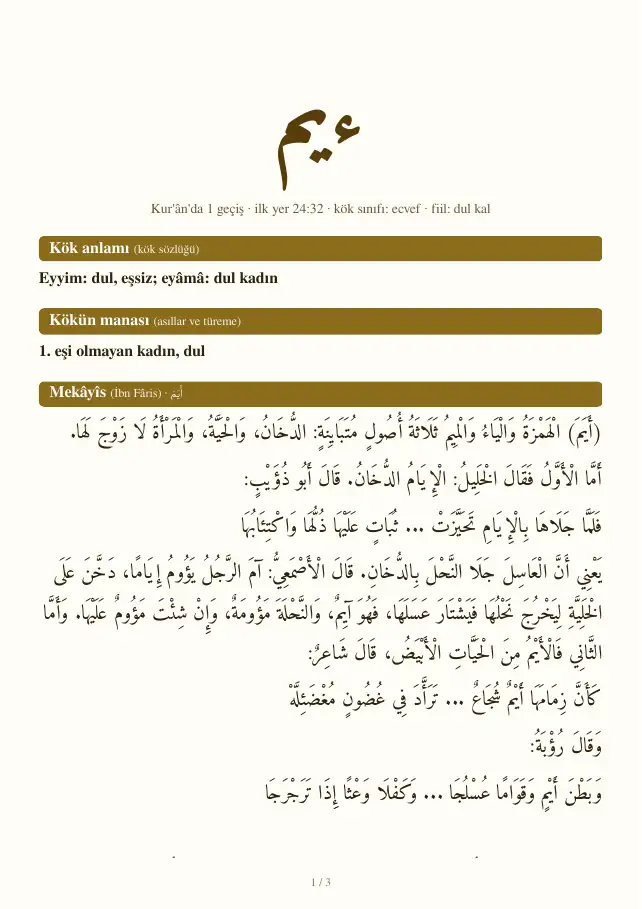 ءيم
Kur'ân'da 1 geçiş · ilk yer 24:32 · kök sınıfı: ecvef · fiil: dul kal
Kök anlamı (kök sözlüğü)
Eyyim: dul, eşsiz; eyâmâ: dul kadın
Kökün manası (asıllar ve türeme)
1. eşi olmayan kadın, dul
Mekâyîs (İbn Fâris) · أَيَمَ
(أَيَمَ) الْهَمْزَةُ وَالْيَاءُ وَالْمِيمُ ثَلَاثَةُ أُصُولٍ مُتَبَايِنَةٍ: الدُّخَانُ، وَالْحَيَّةُ، وَالْمَرْأَةُ لَا زَوْجَ لَهَا.
أَمَّا الْأَوَّلُ فَقَالَ الْخَلِيلُ: الْإِيَامُ الدُّخَانُ. قَالَ أَبُو ذُؤَيْبٍ:
فَلَمَّا جَلَاهَا بِالْإِيَامِ تَحَيَّزَتْ ... ثُبَاتٍ عَلَيْهَا ذُلُّهَا وَاكْتِئَابُهَا
يَعْنِي أَنَّ الْعَاسِلَ جَلَا النَّحْلَ بِالدُّخَانِ. قَالَ الْأَصْمَعِيُّ: آمَ الرَّجُلُ يَؤُومُ إِيَامًا، دَخَّنَ عَلَى
الْخَلِيَّةِ لِيَخْرُجَ نَحْلُهَا فَيَشْتَارَ عَسَلَهَا، فَهُوَ آيِمٌ، وَالنَّحْلَةُ مَؤُومَةٌ، وَإِنْ شِئْتَ مَؤُومٌ عَلَيْهَا. وَأَمَّا
الثَّانِي فَالْأَيْمُ مِنَ الْحَيَّاتِ الْأَبْيَضُ، قَالَ شَاعِرٌ:
كَأَنَّ زِمَامَهَا أَيْمٌ شُجَاعٌ ... تَرَأَّدَ فِي غُضُونٍ مُغْضَئِلَّهْ
وَقَالَ رُؤْبَةُ:
وَبَطْنَ أَيْمٍ وَقَوَامًا عُسْلُجَا ... وَكَفْلَا وَعْثًا إِذَا تَرَجْرَجَا
1 / 3